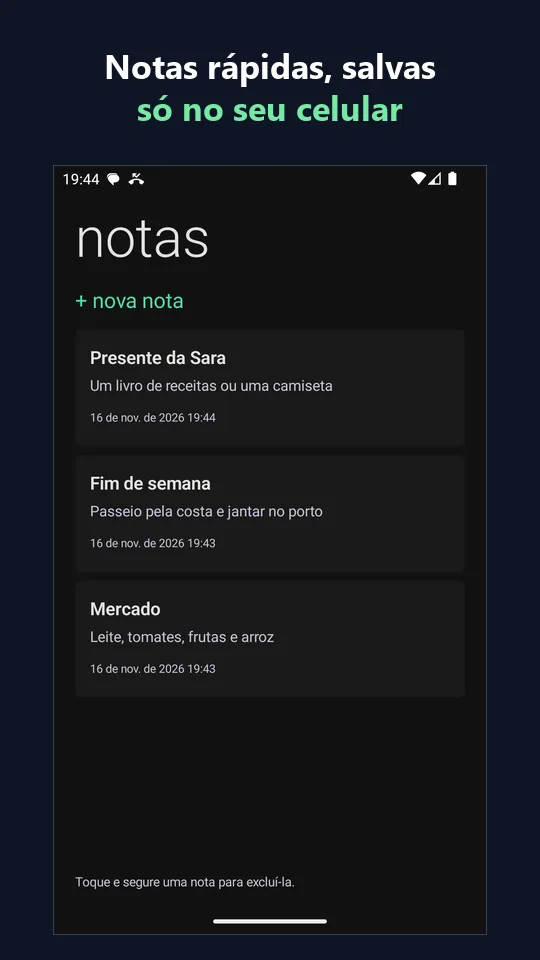 Notas rápidas, salvas
só no seu celular
19:44
notas
+ nova nota
Presente da Sara
Um livro de receitas ou uma camiseta
16 de nov. de 2026 19:44
Fim de semana
Passeio pela costa e jantar no porto
16 de nov. de 2026 19:43
Mercado
Leite, tomates, frutas e arroz
16 de nov. de 2026 19:43
Toque e segure uma nota para excluí-la.